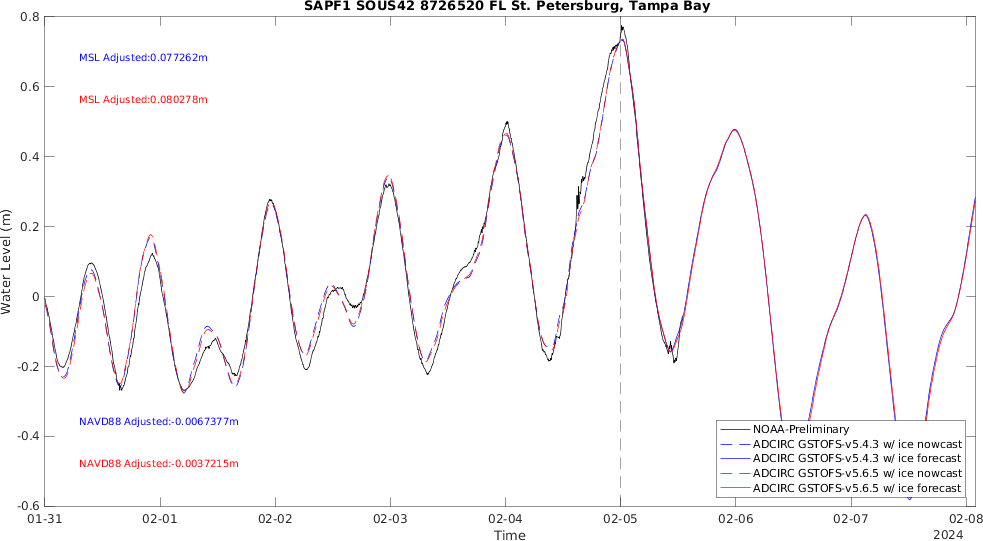 SAPF1 SOUS42 8726520 FL St. Petersburg, Tampa Bay
0.8
0.6
0.4
0.2
0
-0.2
-0.4
-0.6
Water Level (m)
MSL Adjusted:0.077262m
MSL Adjusted:0.080278m
NAVD88 Adjusted:-0.0067377m
NAVD88 Adjusted:-0.0037215m
NOAA-Preliminary
ADCIRC GSTOFS-v5.4.3 w/ ice nowcast
ADCIRC GSTOFS-v5.4.3 w/ ice forecast
ADCIRC GSTOFS-v5.6.5 w/ ice nowcast
ADCIRC GSTOFS-v5.6.5 w/ ice forecast
01-31 02-01 02-02 02-03 02-04 02-05 02-06 02-07 02-08
Time
2024